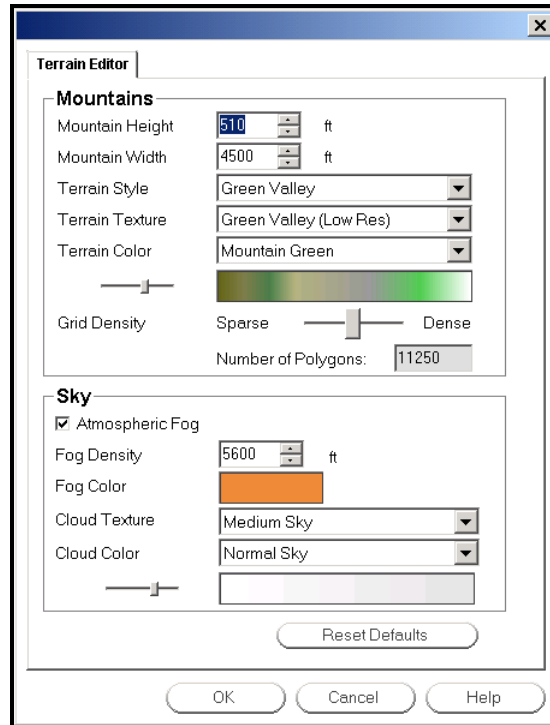 Terrain Editor
Mountains
Mountain Height 510 ft
Mountain Width 4500 ft
Terrain Style Green Valley
Terrain Texture Green Valley (Low Res)
Terrain Color Mountain Green
Grid Density Sparse Dense
Number of Polygons: 11250
Sky
Atmospheric Fog
Fog Density 5600 ft
Fog Color
Cloud Texture Medium Sky
Cloud Color Normal Sky
Reset Defaults
OK Cancel Help